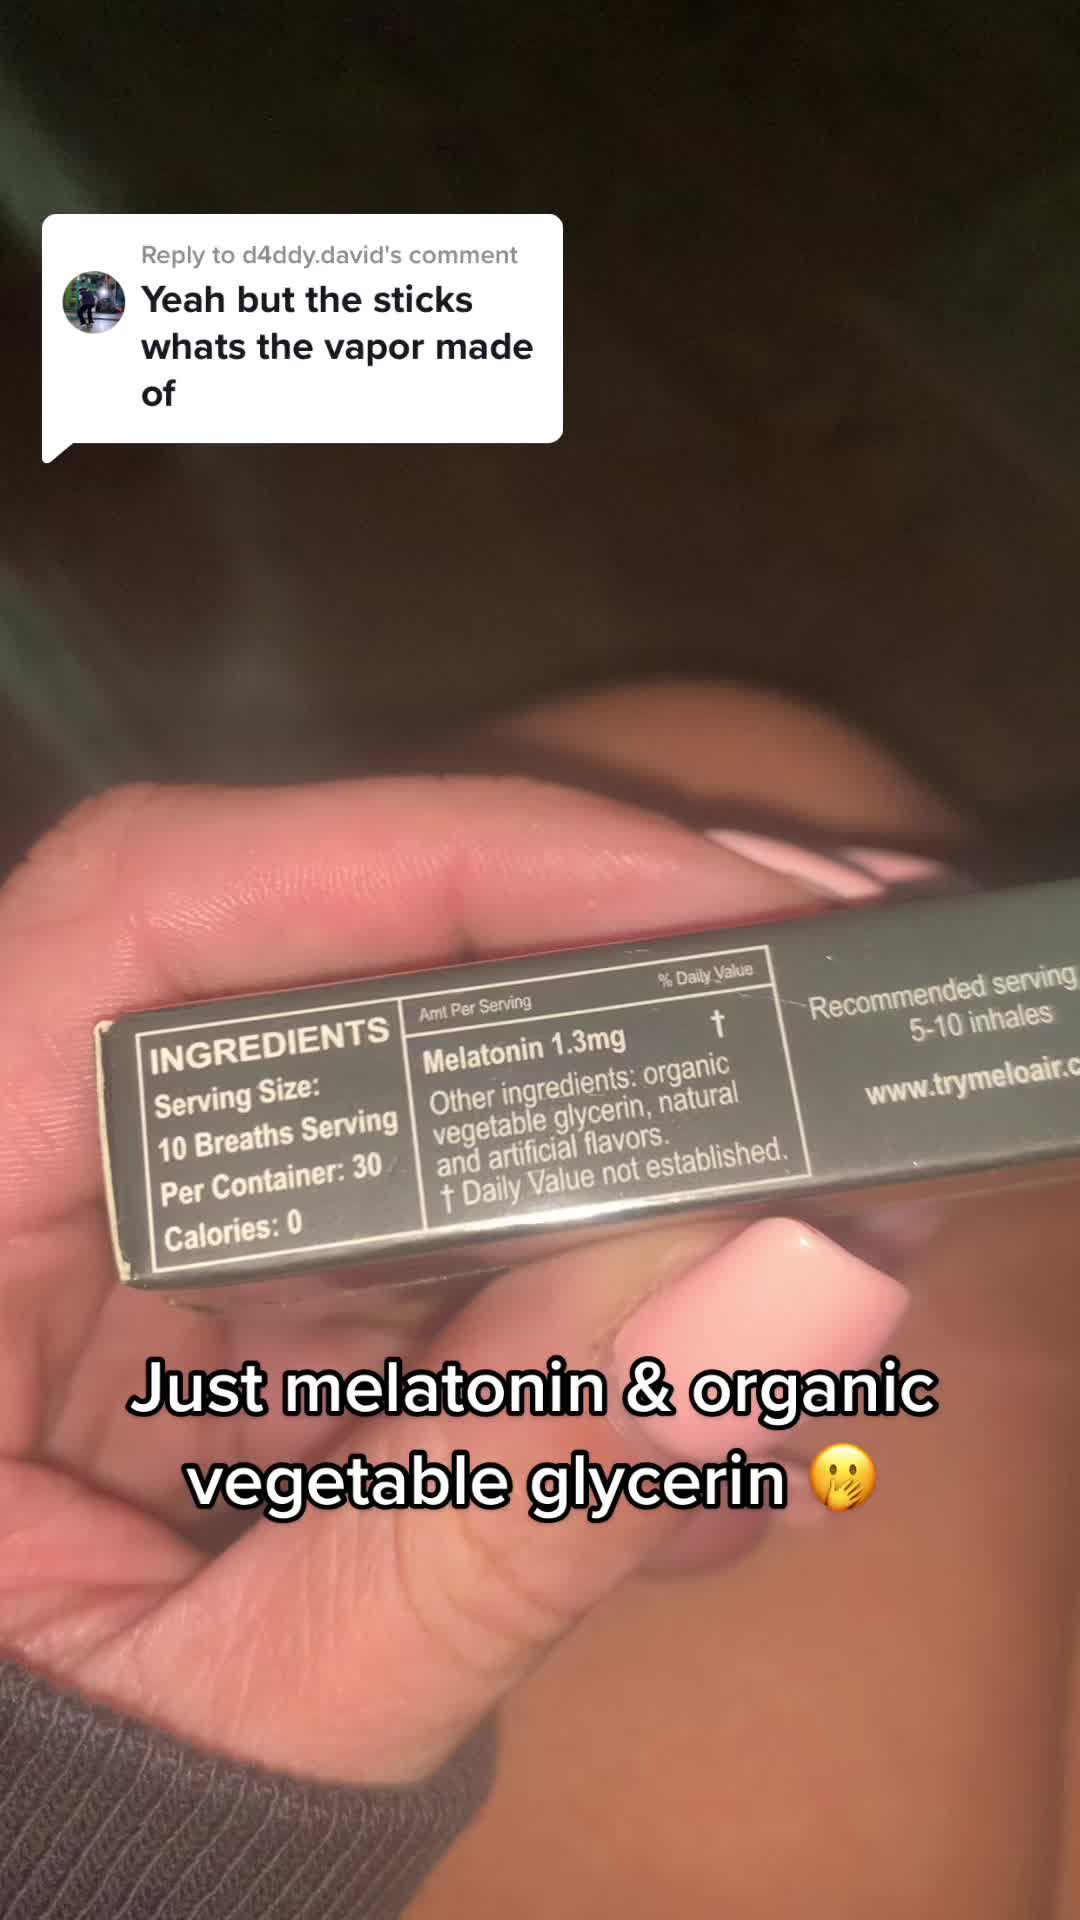 Reply to d4ddy.david's comment
Yeah but the sticks
whats the vapor made
of
INGREDIENTS
Serving Size:
10 Breaths Serving
Per Container: 30
Calories: 0
Amt Per Serving
% Daily Value
Melatonin 1.3mg †
Other ingredients: organic
vegetable glycerin, natural
and artificial flavors.
† Daily Value not established.
Recommended serving
5-10 inhales
www.trymeloair.c
Just melatonin & organic
vegetable glycerin 🤭